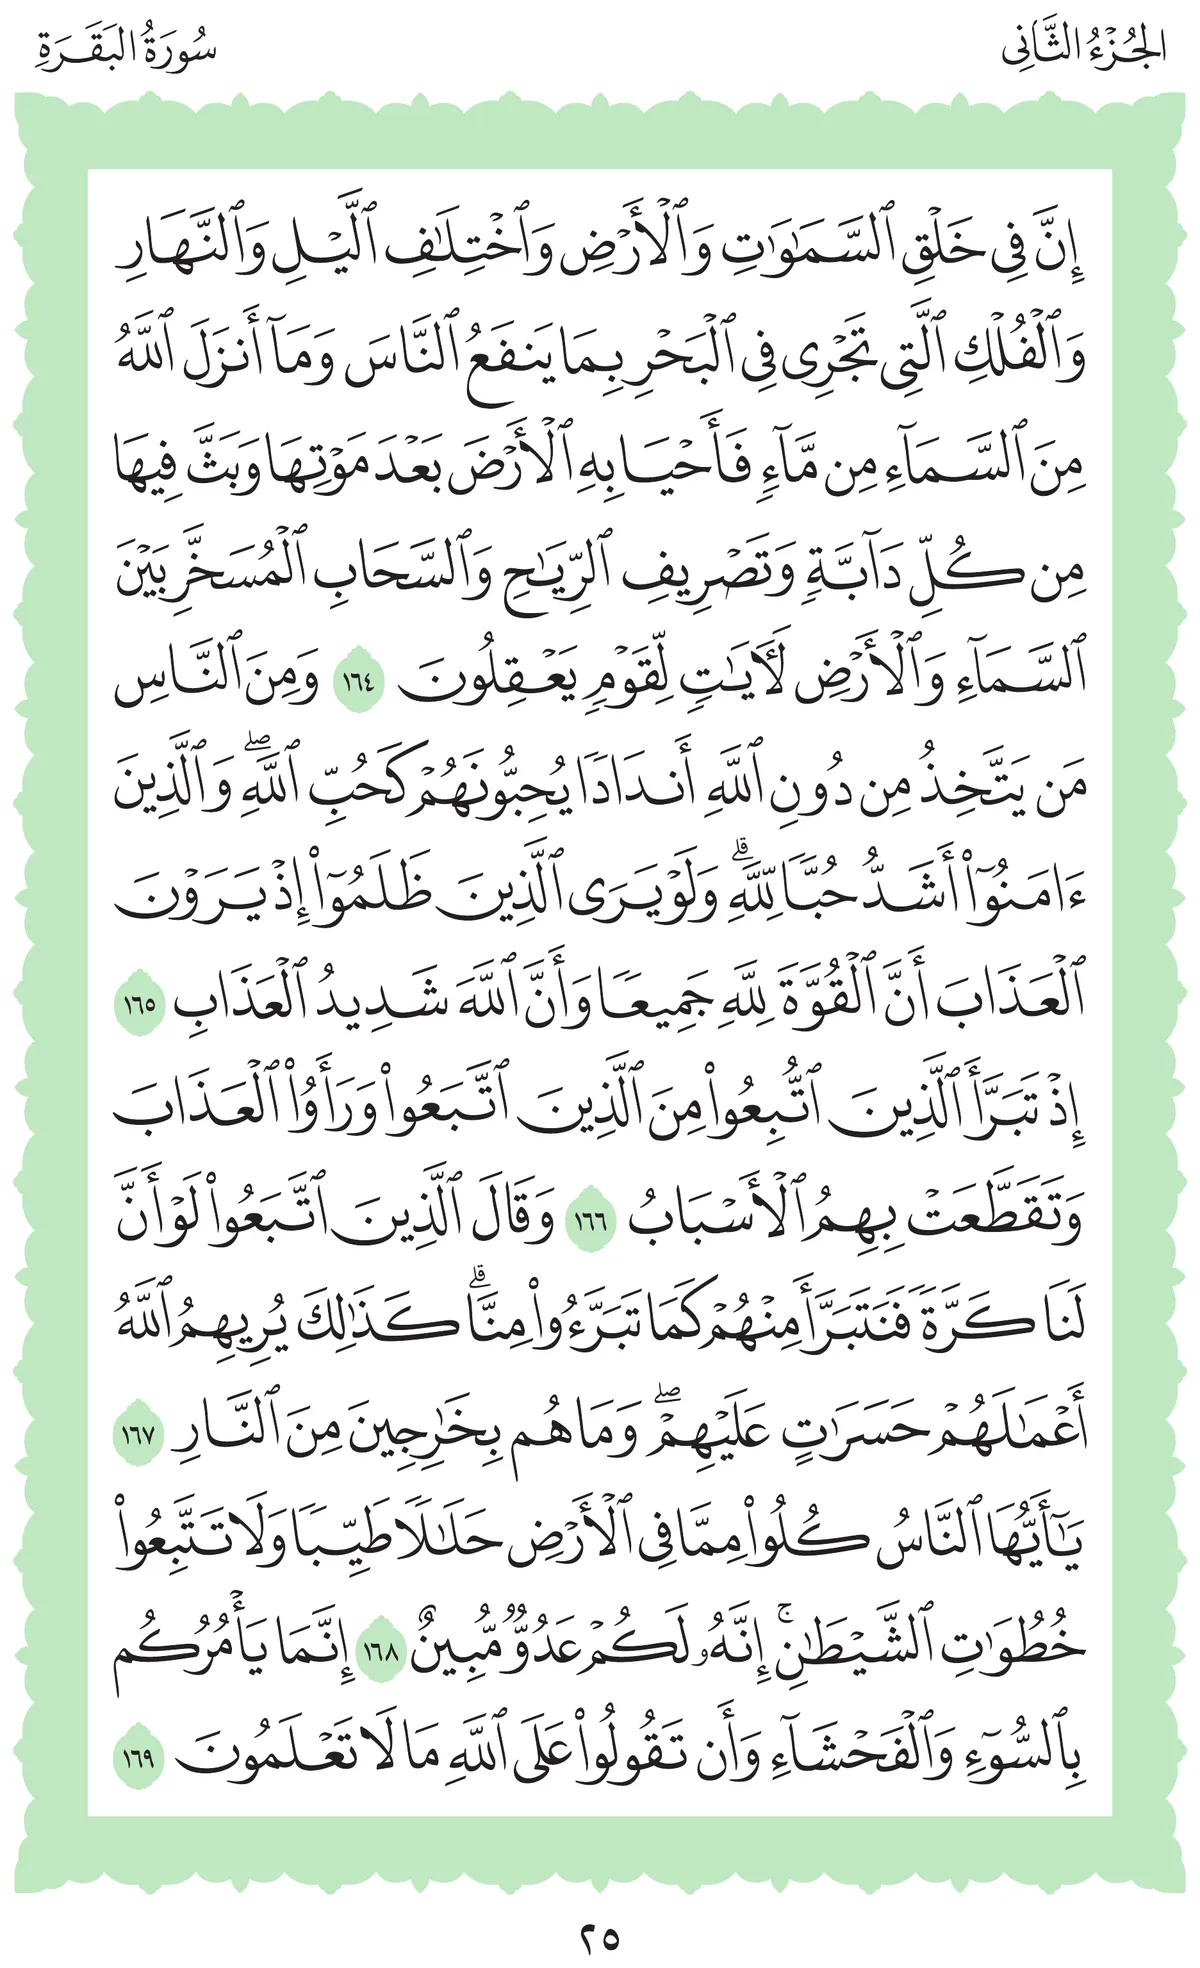 الجُزْءُ الثَّانِي
سُورَةُ البَقَرَةِ
إِنَّ فِي خَلْقِ ٱلسَّمَٰوَٰتِ وَٱلْأَرْضِ وَٱخْتِلَٰفِ ٱلَّيْلِ وَٱلنَّهَارِ
وَٱلْفُلْكِ ٱلَّتِي تَجْرِي فِي ٱلْبَحْرِ بِمَا يَنفَعُ ٱلنَّاسَ وَمَآ أَنزَلَ ٱللَّهُ
مِنَ ٱلسَّمَآءِ مِن مَّآءٍ فَأَحْيَا بِهِ ٱلْأَرْضَ بَعْدَ مَوْتِهَا وَبَثَّ فِيهَا
مِن كُلِّ دَآبَّةٍ وَتَصْرِيفِ ٱلرِّيَٰحِ وَٱلسَّحَابِ ٱلْمُسَخَّرِ بَيْنَ
ٱلسَّمَآءِ وَٱلْأَرْضِ لَأٓيَٰتٍ لِّقَوْمٍ يَعْقِلُونَ ١٦٤ وَمِنَ ٱلنَّاسِ
مَن يَتَّخِذُ مِن دُونِ ٱللَّهِ أَندَادًا يُحِبُّونَهُمْ كَحُبِّ ٱللَّهِۖ وَٱلَّذِينَ
ءَامَنُوٓا۟ أَشَدُّ حُبًّا لِّلَّهِۗ وَلَوْ يَرَى ٱلَّذِينَ ظَلَمُوٓا۟ إِذْ يَرَوْنَ
ٱلْعَذَابَ أَنَّ ٱلْقُوَّةَ لِلَّهِ جَمِيعًا وَأَنَّ ٱللَّهَ شَدِيدُ ٱلْعَذَابِ ١٦٥
إِذْ تَبَرَّأَ ٱلَّذِينَ ٱتُّبِعُوا۟ مِنَ ٱلَّذِينَ ٱتَّبَعُوا۟ وَرَأَوُا۟ ٱلْعَذَابَ
وَتَقَطَّعَتْ بِهِمُ ٱلْأَسْبَابُ ١٦٦ وَقَالَ ٱلَّذِينَ ٱتَّبَعُوا۟ لَوْ أَنَّ
لَنَا كَرَّةً فَنَتَبَرَّأَ مِنْهُمْ كَمَا تَبَرَّءُوا۟ مِنَّاۗ كَذَٰلِكَ يُرِيهِمُ ٱللَّهُ
أَعْمَٰلَهُمْ حَسَرَٰتٍ عَلَيْهِمْۖ وَمَا هُم بِخَٰرِجِينَ مِنَ ٱلنَّارِ ١٦٧
يَٰٓأَيُّهَا ٱلنَّاسُ كُلُوا۟ مِمَّا فِي ٱلْأَرْضِ حَلَٰلًا طَيِّبًا وَلَا تَتَّبِعُوا۟
خُطُوَٰتِ ٱلشَّيْطَٰنِۚ إِنَّهُۥ لَكُمْ عَدُوٌّ مُّبِينٌ ١٦٨ إِنَّمَا يَأْمُرُكُم
بِٱلسُّوٓءِ وَٱلْفَحْشَآءِ وَأَن تَقُولُوا۟ عَلَى ٱللَّهِ مَا لَا تَعْلَمُونَ ١٦٩
٢٥